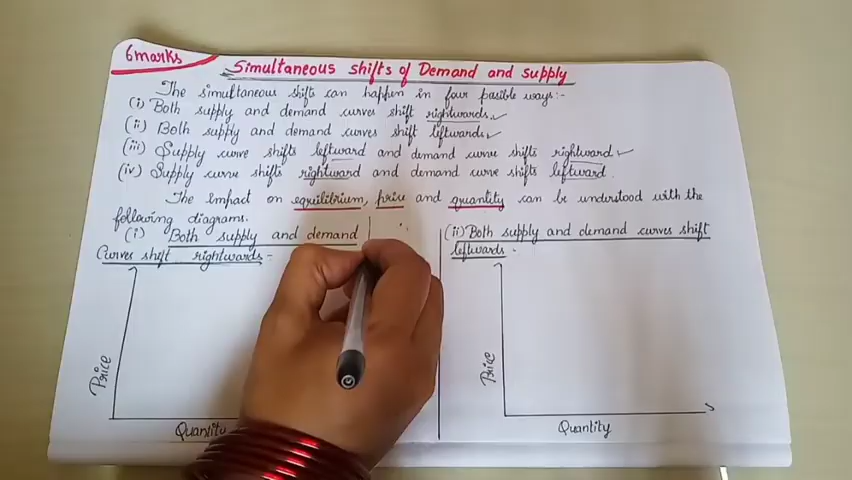 6marks
Simultaneous shifts of Demand and supply
The simultaneous shift can happen in four posible ways:-
(i) Both supply and demand curves shift rightwards.
(ii) Both supply and demand curves shift leftwards.
(iii) Supply curve shifts leftward and demand curve shifts rightward.
(iv) Supply curve shifts rightward and demand curve shifts leftward.
The Impact on equilibrium, price and quantity can be understood with the
following diagrams.
(i) Both supply and demand
Curves shift rightwards -
Price
Quantity
(ii) Both supply and demand curves shift
leftwards -
Price
Quantity